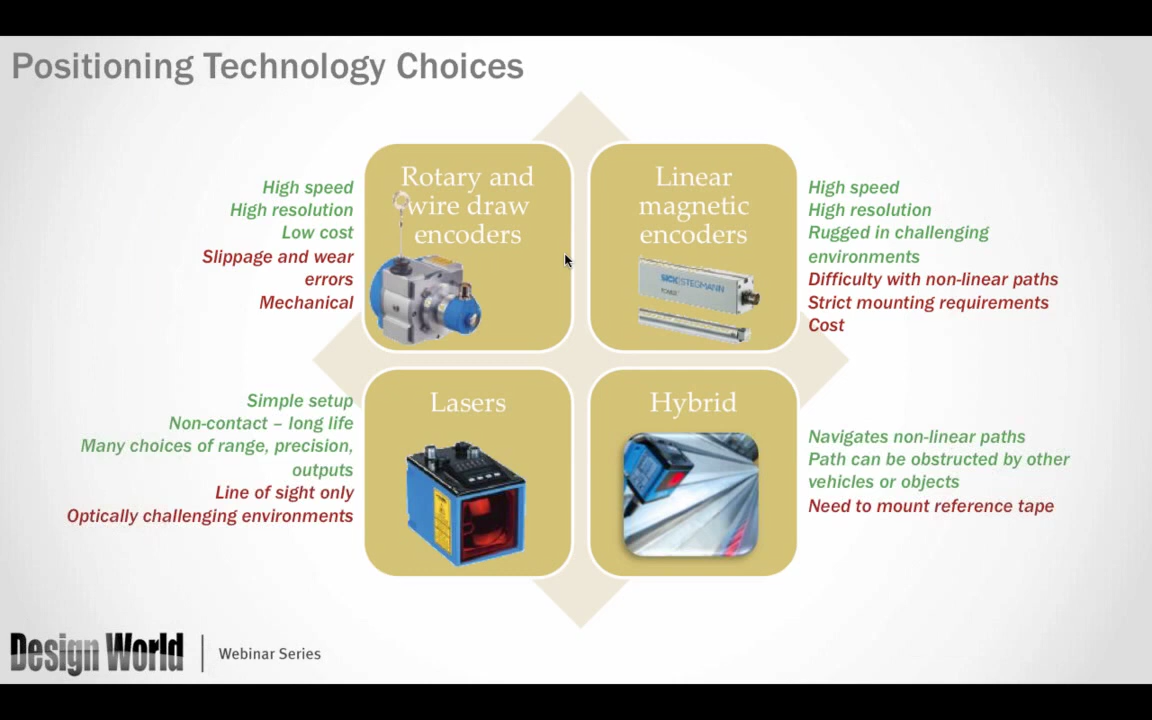 Positioning Technology Choices
High speed
High resolution
Low cost
Slippage and wear
errors
Mechanical
Rotary and
wire draw
encoders
Linear
magnetic
encoders
SICK|STEGMANN
High speed
High resolution
Rugged in challenging
environments
Difficulty with non-linear paths
Strict mounting requirements
Cost
Simple setup
Non-contact – long life
Many choices of range, precision,
outputs
Line of sight only
Optically challenging environments
Lasers
Hybrid
Navigates non-linear paths
Path can be obstructed by other
vehicles or objects
Need to mount reference tape
Design World
Webinar Series